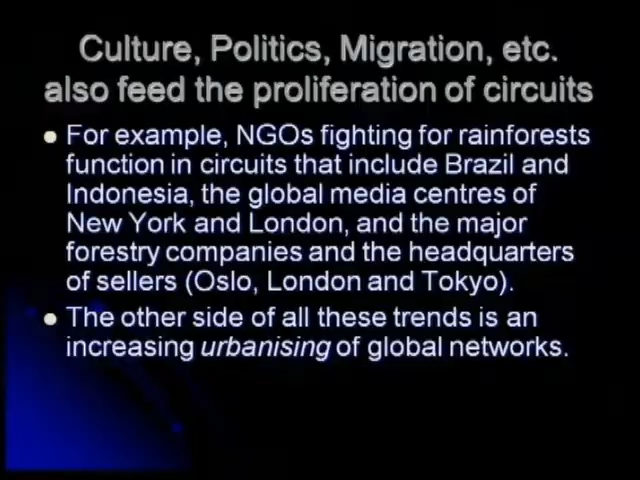 Culture, Politics, Migration, etc.
also feed the proliferation of circuits
● For example, NGOs fighting for rainforests
function in circuits that include Brazil and
Indonesia, the global media centres of
New York and London, and the major
forestry companies and the headquarters
of sellers (Oslo, London and Tokyo).
● The other side of all these trends is an
increasing urbanising of global networks.